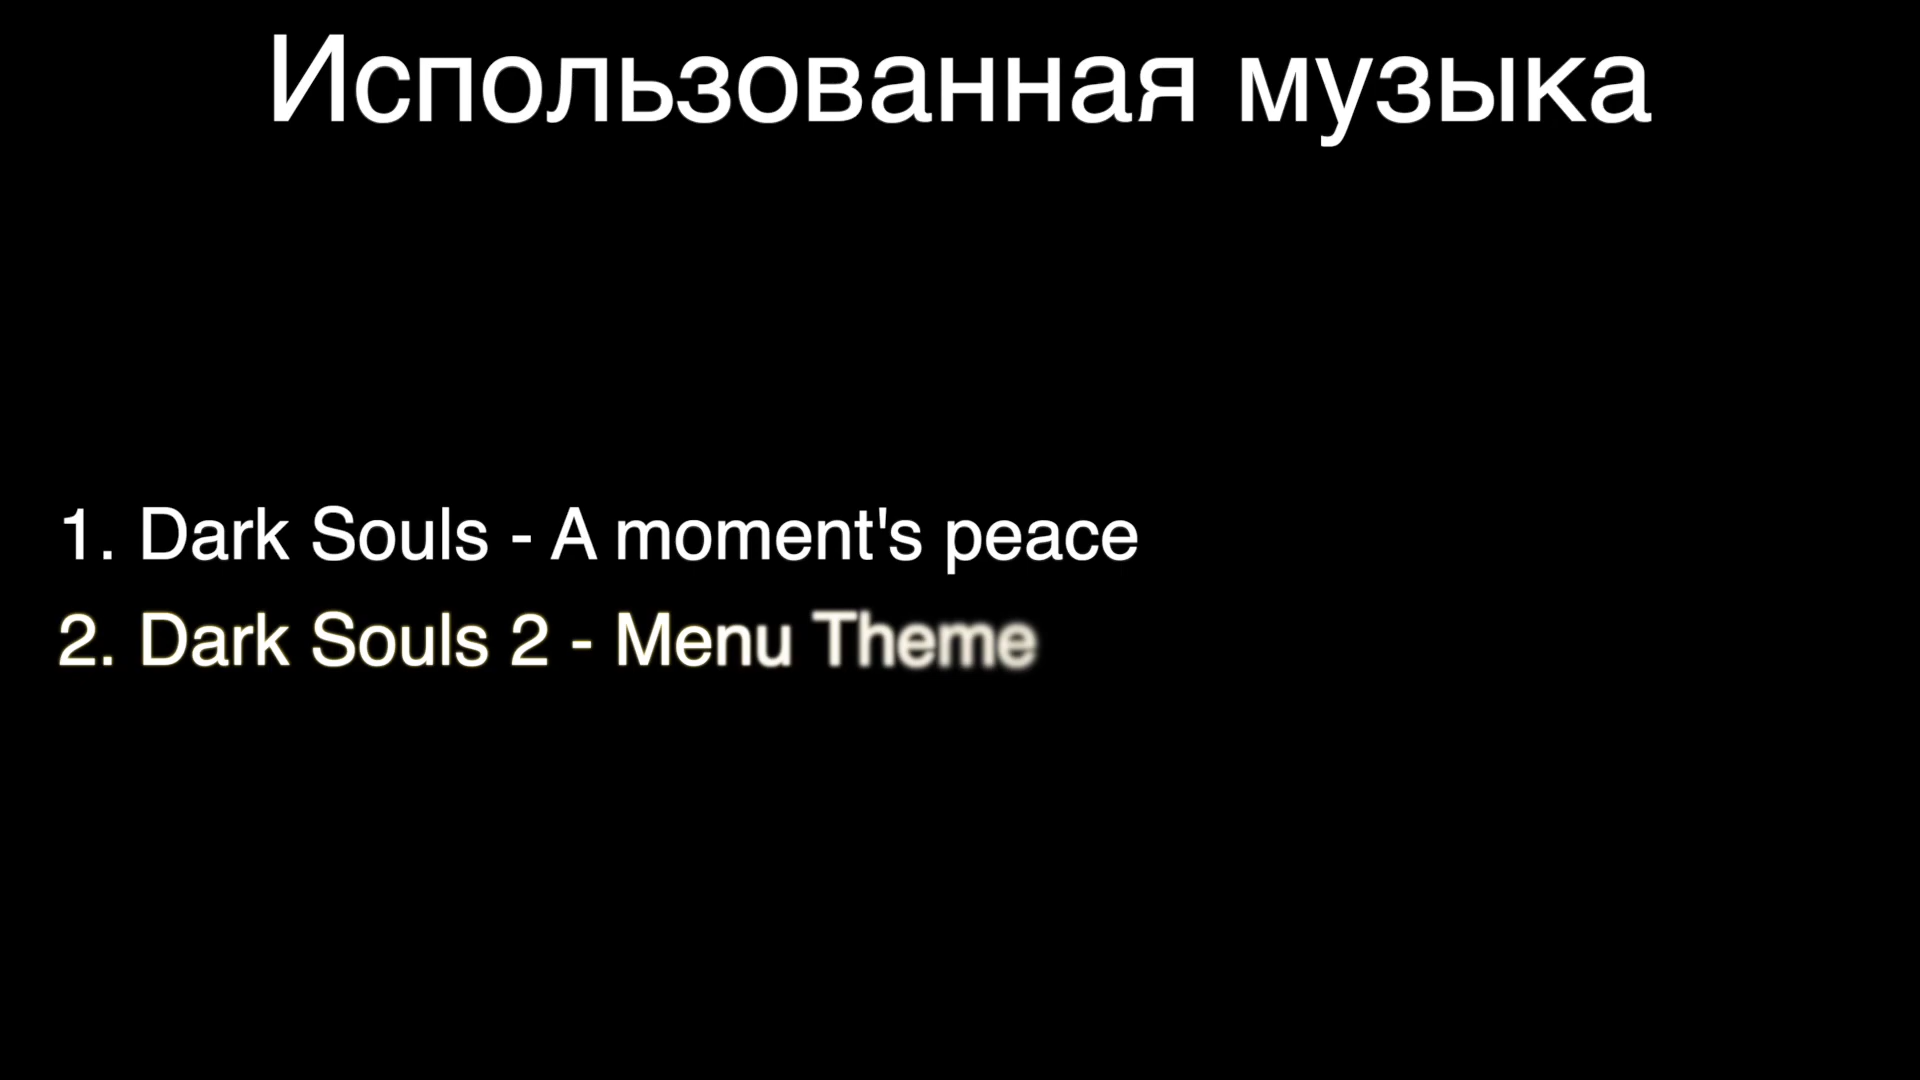 Использованная музыка
1. Dark Souls - A moment's peace
2. Dark Souls 2 - Menu Theme